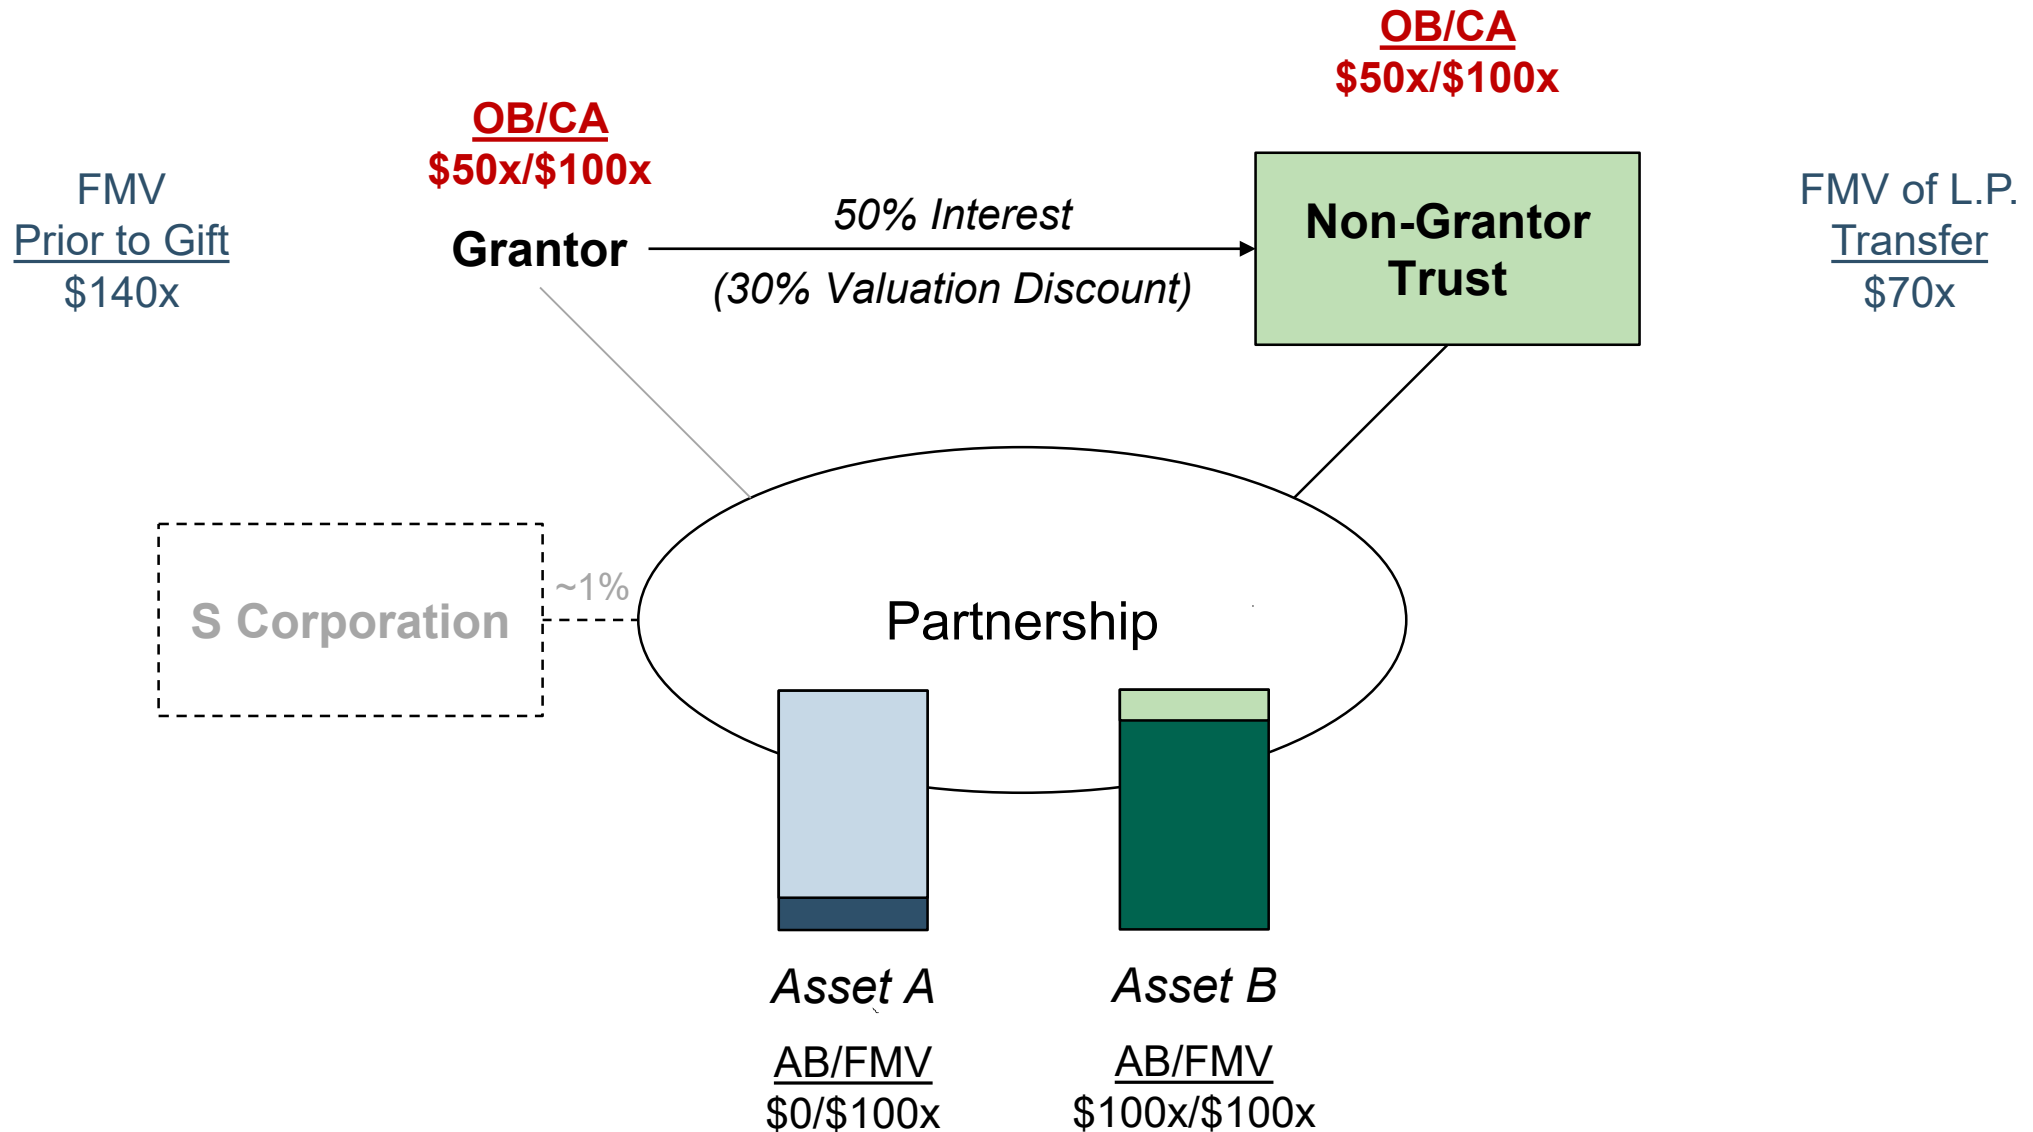 OB/CA
$50x/$100x
OB/CA
$50x/$100x
FMV
Prior to Gift
$140x
Grantor
50% Interest
(30% Valuation Discount)
Non-Grantor
Trust
FMV of L.P.
Transfer
$70x
S Corporation
~1%
Partnership
Asset A
Asset B
AB/FMV
$0/$100x
AB/FMV
$100x/$100x